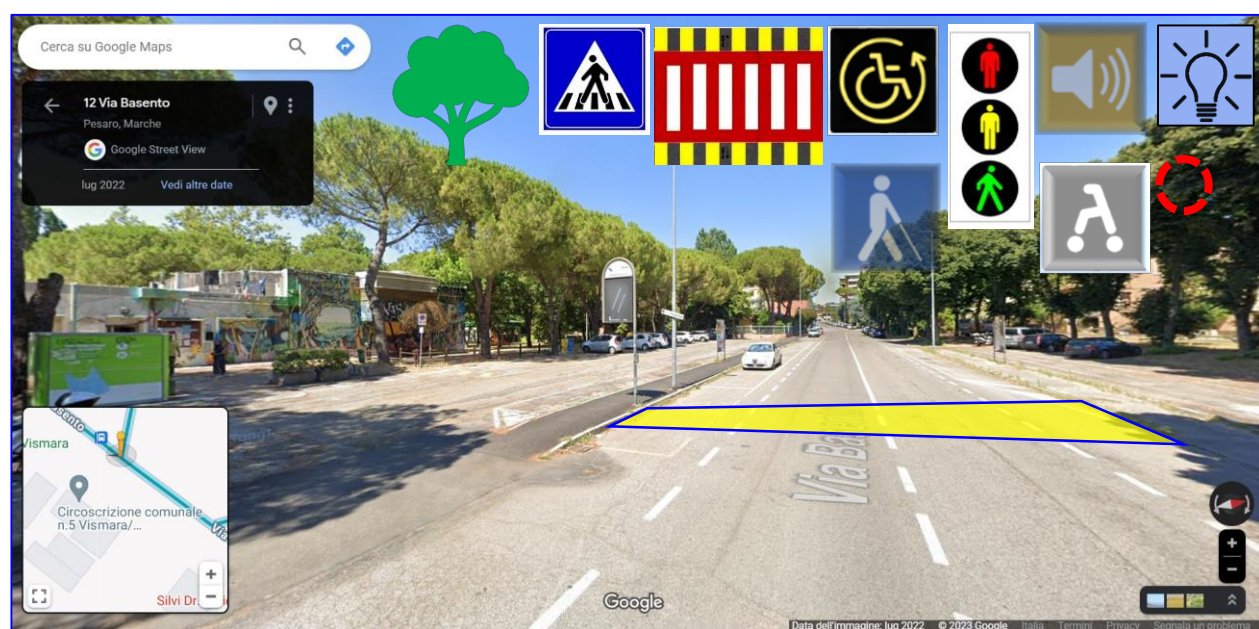 Cerca su Google Maps
12 Via Basento
Pesaro, Marche
Google Street View
lug 2022 Vedi altre date
Via Ba
Basento
Vismara
Circoscrizione comunale
n.5 Vismara/...
Via
Silvi Dr
Google
Data dell'immagine: lug 2022 © 2023 Google Italia Termini Privacy Segnala un problema